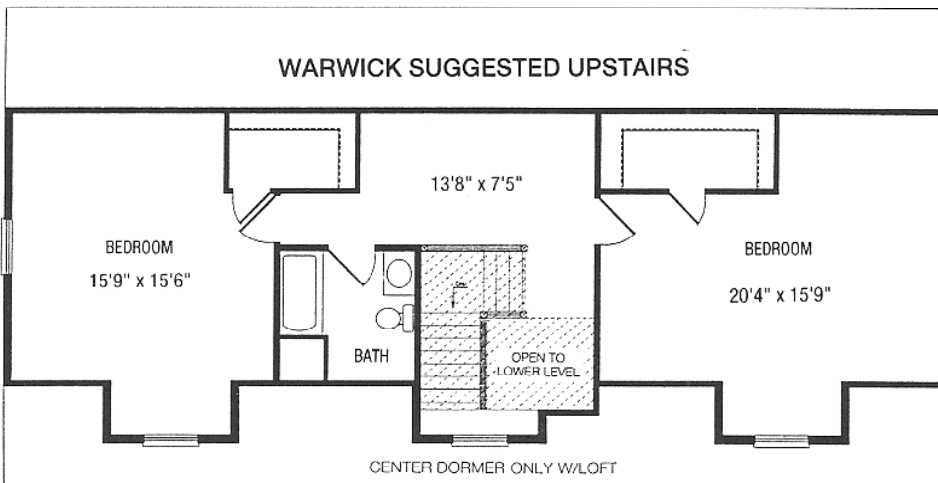 WARWICK SUGGESTED UPSTAIRS
13'8" x 7'5"
BEDROOM
15'9" x 15'6"
BEDROOM
20'4" x 15'9"
BATH
OPEN TO
LOWER LEVEL
CENTER DORMER ONLY W/LOFT